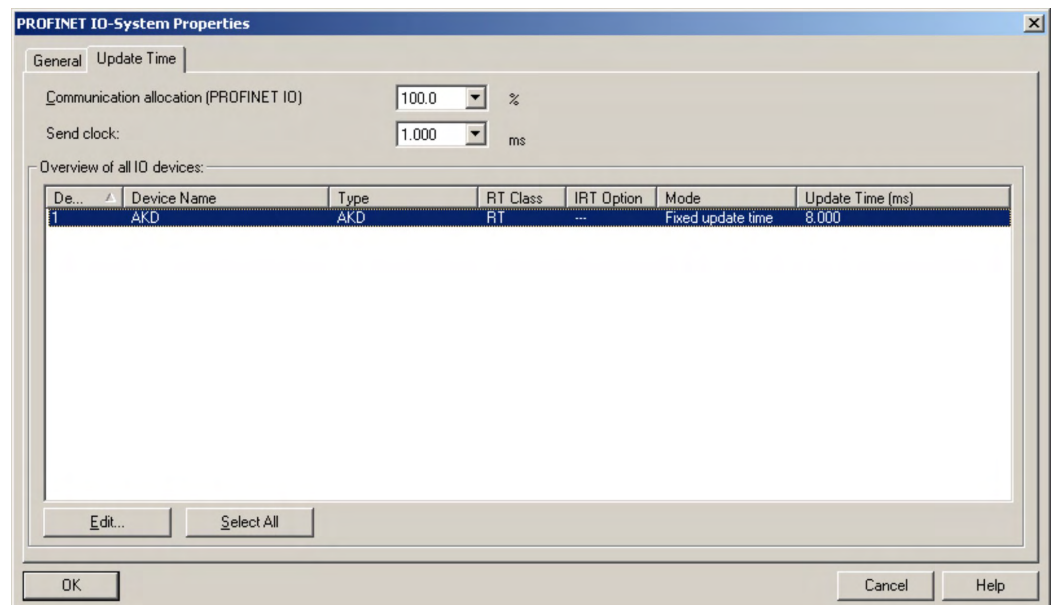 PROFINET IO-System Properties
General Update Time
Communication allocation (PROFINET IO) 100.0 %
Send clock: 1.000 ms
Overview of all IO devices:
De... Device Name Type RT Class IRT Option Mode Update Time (ms)
1 AKD AKD RT --- Fixed update time 8.000
Edit... Select All
OK Cancel Help